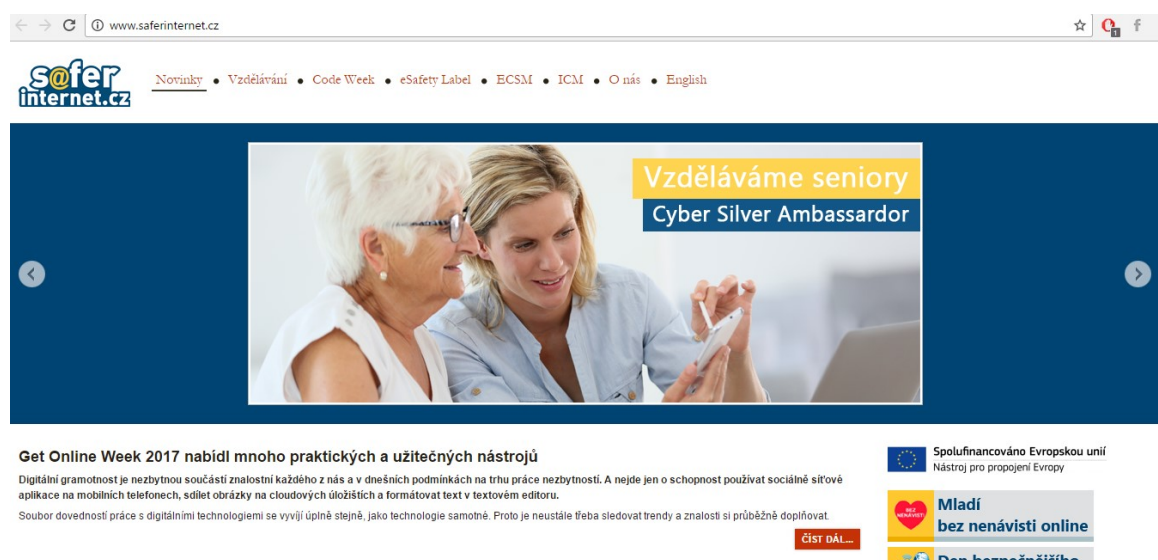 www.saferinternet.cz
1
s@fer
internet.cz
Novinky • Vzdělávání • Code Week • eSafety Label • ECSM • ICM • O nás • English
Vzděláváme seniory
Cyber Silver Ambassardor
Get Online Week 2017 nabídl mnoho praktických a užitečných nástrojů
Digitální gramotnost je nezbytnou součástí znalostní každého z nás a v dnešních podmínkách na trhu práce nezbytností. A nejde jen o schopnost používat sociálně síťové
aplikace na mobilních telefonech, sdílet obrázky na cloudových úložištích a formátovat text v textovém editoru.
Soubor dovedností práce s digitálními technologiemi se vyvíjí úplně stejně, jako technologie samotné. Proto je neustále třeba sledovat trendy a znalosti si průběžně doplňovat.
ČÍST DÁL...
Spolufinancováno Evropskou unií
Nástroj pro propojení Evropy
BEZ
NENÁVISTI
Mladí
bez nenávisti online
Den bezpečnějšího